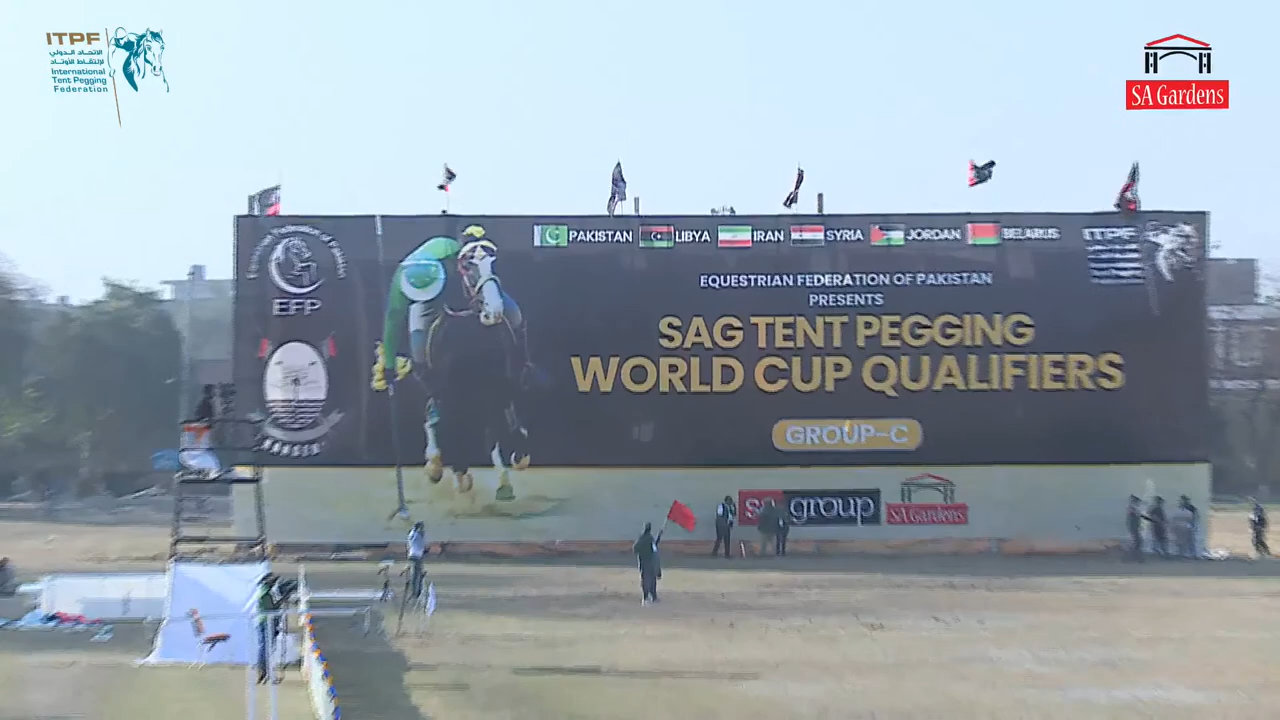 ITPF
الاتحاد الدولي
لالتقاط الأوتاد
International
Tent Pegging
Federation
SA Gardens
PAKISTAN
LIBYA
IRAN
SYRIA
JORDAN
BELARUS
ITPF
EFP
EQUESTRIAN FEDERATION OF PAKISTAN
PRESENTS
SAG TENT PEGGING
WORLD CUP QUALIFIERS
GROUP-C
sa group
SA Gardens